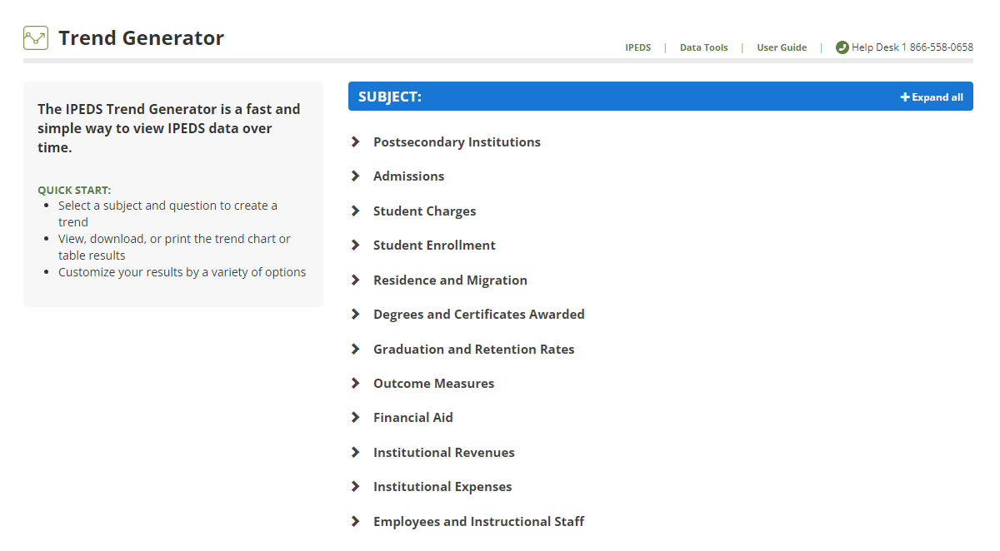 Trend Generator
IPEDS | Data Tools | User Guide | Help Desk 1 866-558-0658
The IPEDS Trend Generator is a fast and
simple way to view IPEDS data over
time.
QUICK START:
• Select a subject and question to create a
trend
• View, download, or print the trend chart or
table results
• Customize your results by a variety of options
SUBJECT:
Expand all
Postsecondary Institutions
Admissions
Student Charges
Student Enrollment
Residence and Migration
Degrees and Certificates Awarded
Graduation and Retention Rates
Outcome Measures
Financial Aid
Institutional Revenues
Institutional Expenses
Employees and Instructional Staff